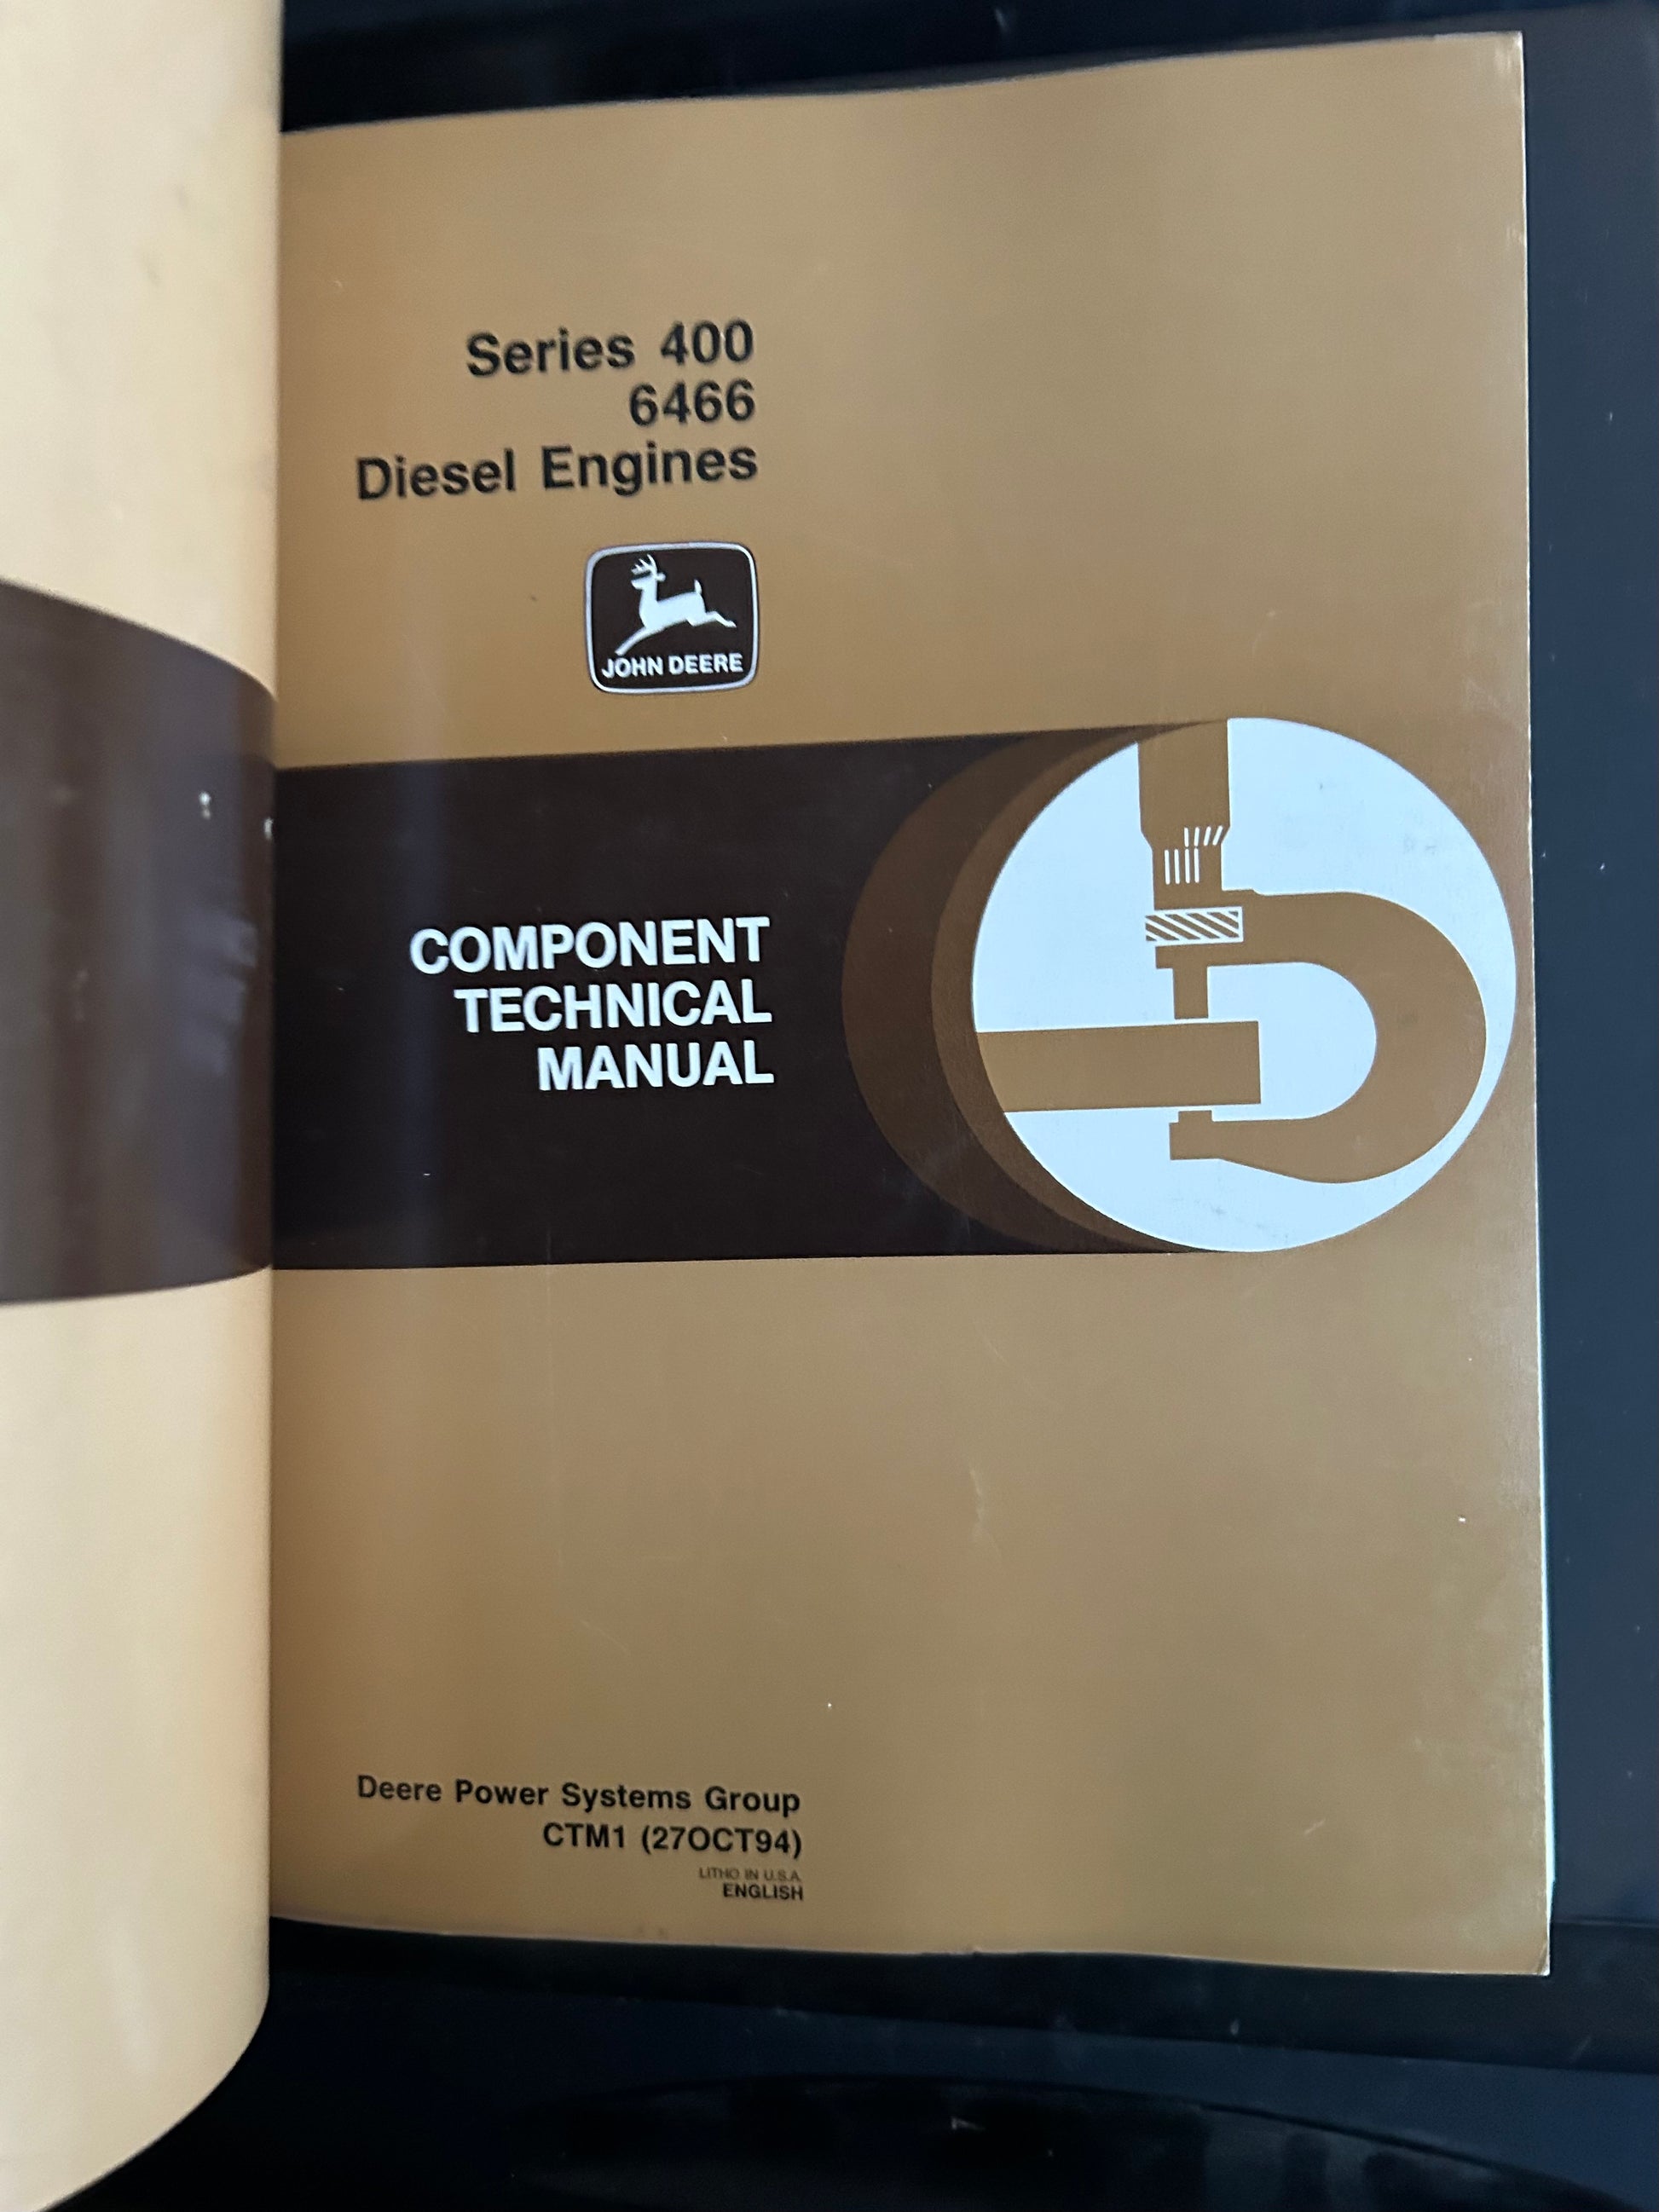 Series 400
6466
Diesel Engines
JOHN DEERE
COMPONENT
TECHNICAL
MANUAL
Deere Power Systems Group
CTM1 (27OCT94)
LITHO IN U.S.A.
ENGLISH